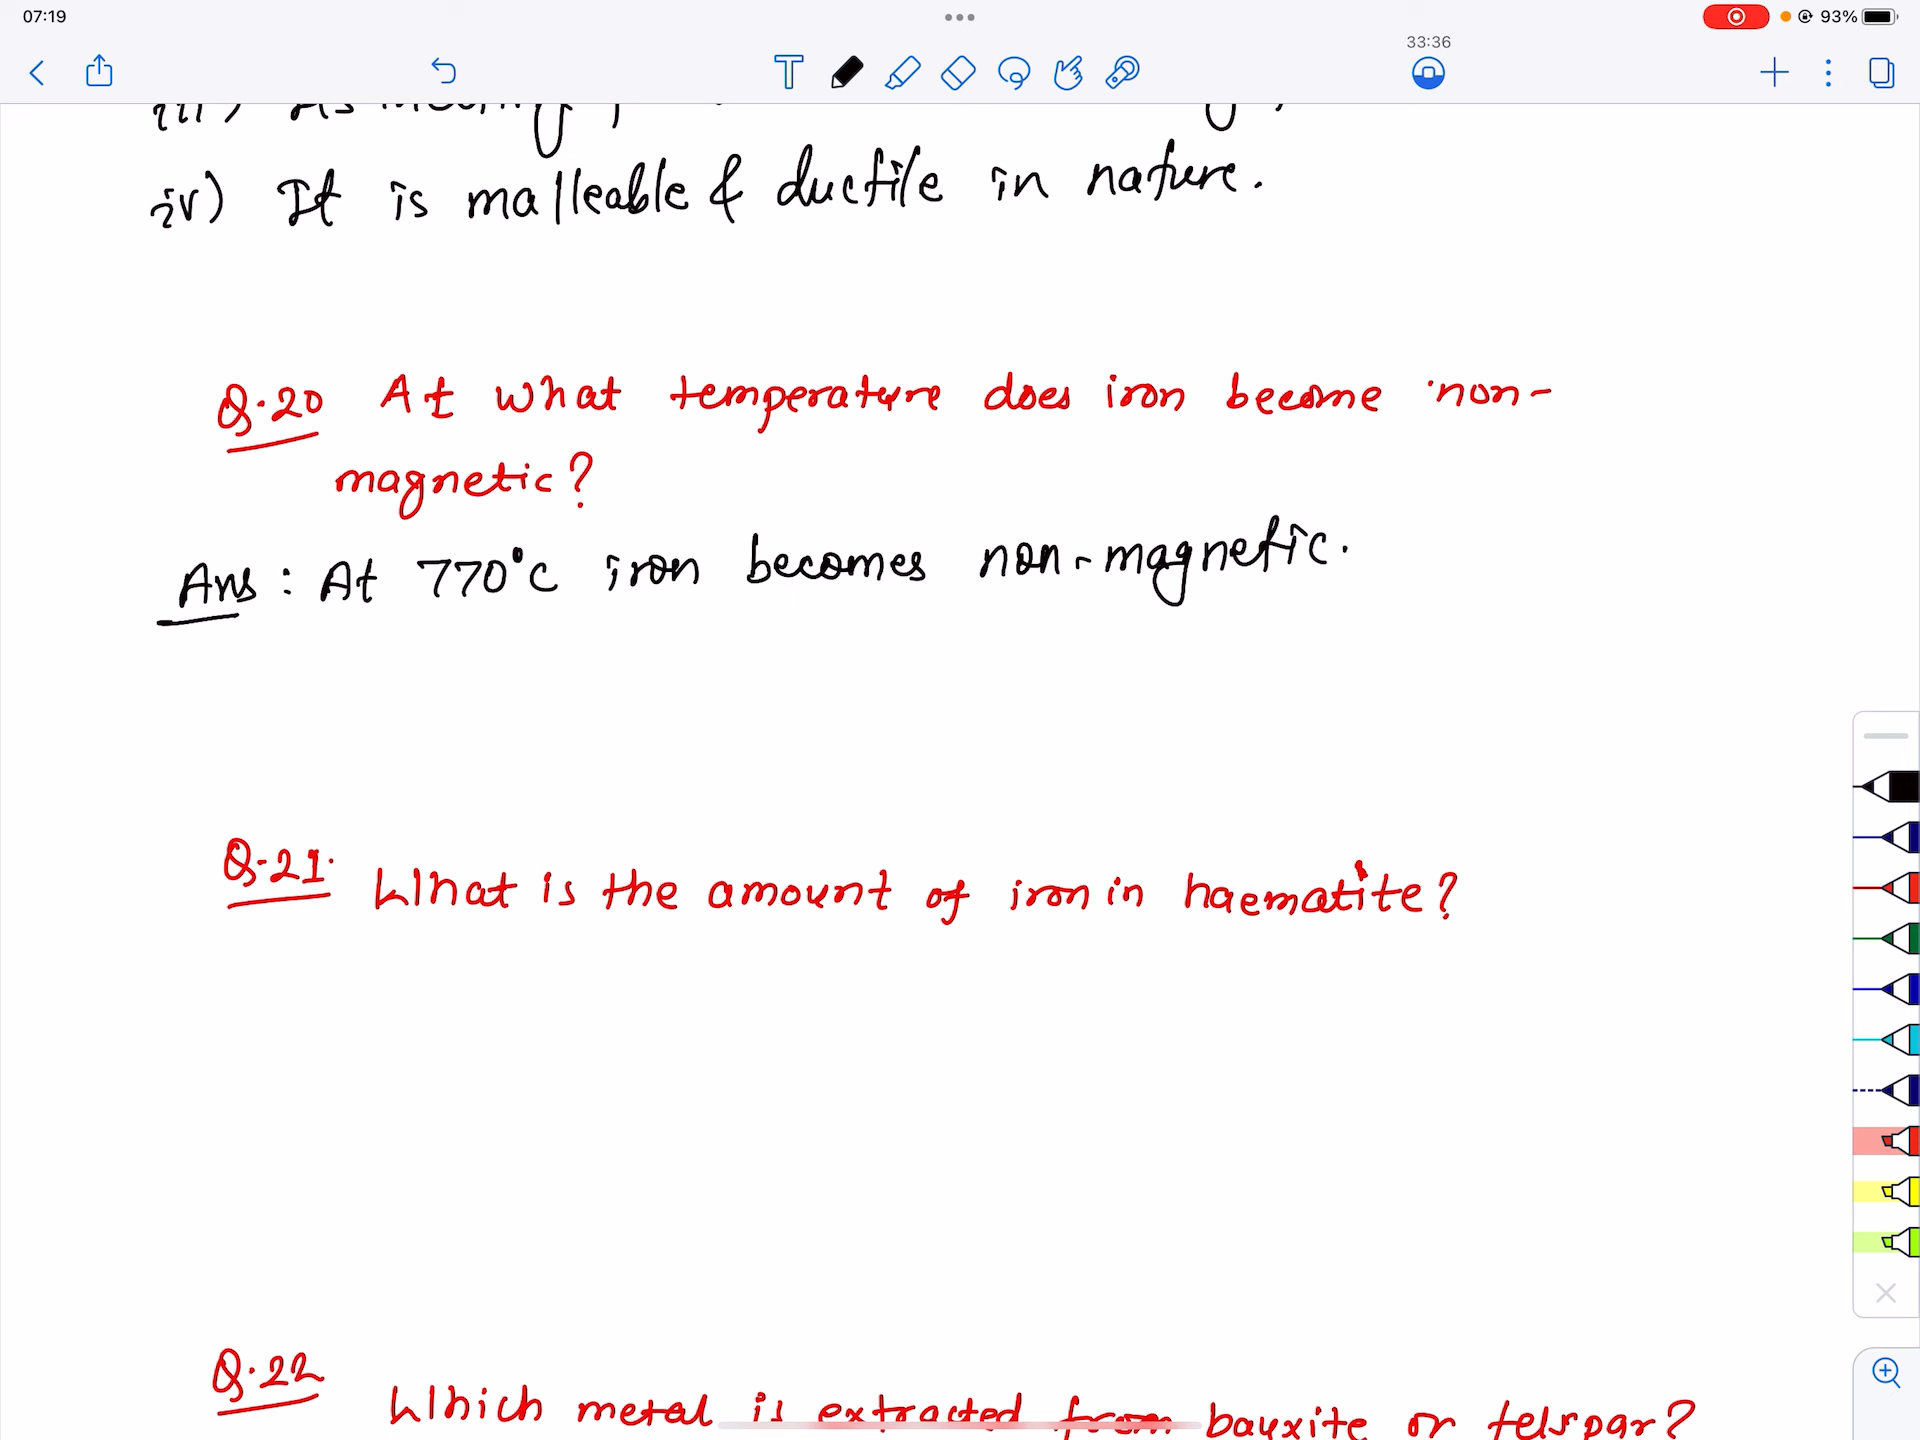 07:19
93%
33:36
iv) It is malleable & ductile in nature.
Q.20 At what temperature does iron become non-
magnetic?
Ans : At 770°C iron becomes non-magnetic.
Q.21. What is the amount of iron in haematite?
Q.22 Which metal is extracted from bauxite or felspar?